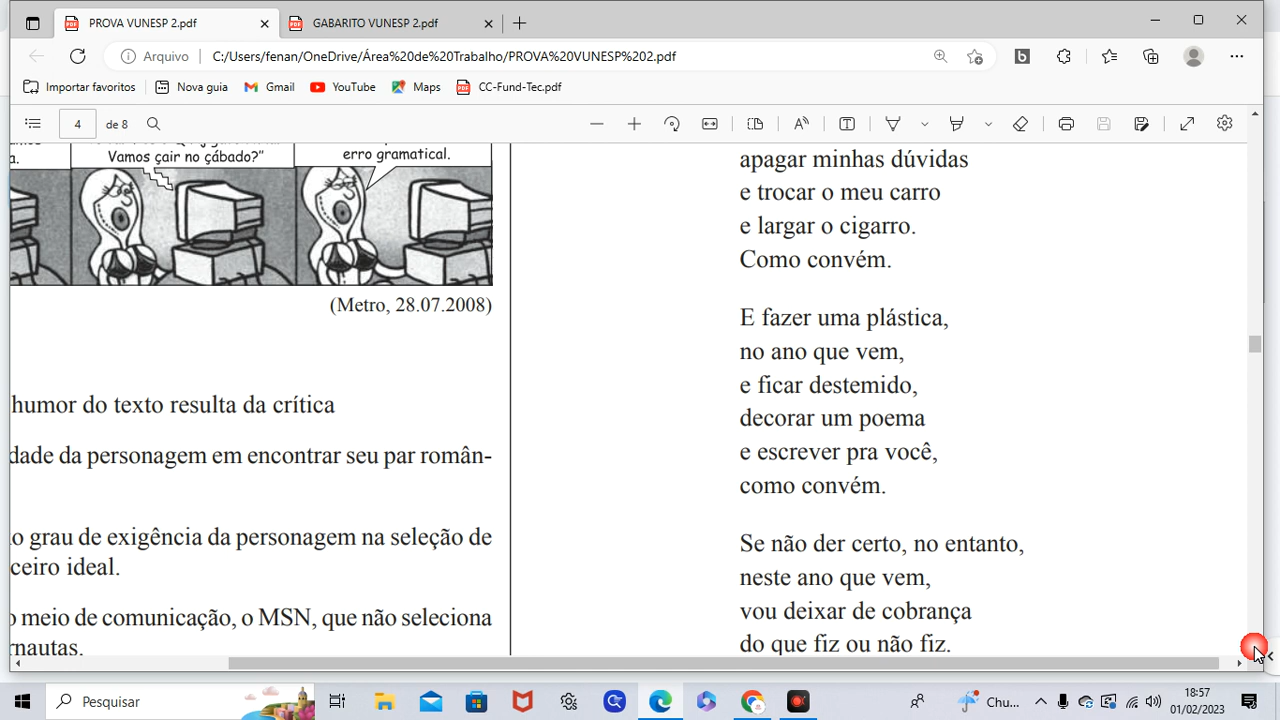 PROVA VUNESP 2.pdf
GABARITO VUNESP 2.pdf
Arquivo
C:/Users/fenan/OneDrive/Área%20de%20Trabalho/PROVA%20VUNESP%202.pdf
Importar favoritos
Nova guia
Gmail
YouTube
Maps
CC-Fund-Tec.pdf
4 de 8
a.
Vamos çair no çábado?"
erro gramatical.
(Metro, 28.07.2008)
humor do texto resulta da crítica
dade da personagem em encontrar seu par român-
o grau de exigência da personagem na seleção de
ceiro ideal.
o meio de comunicação, o MSN, que não seleciona
rnautas.
apagar minhas dúvidas
e trocar o meu carro
e largar o cigarro.
Como convém.
E fazer uma plástica,
no ano que vem,
e ficar destemido,
decorar um poema
e escrever pra você,
como convém.
Se não der certo, no entanto,
neste ano que vem,
vou deixar de cobrança
do que fiz ou não fiz.
Pesquisar
Chu...
18:57
01/02/2023